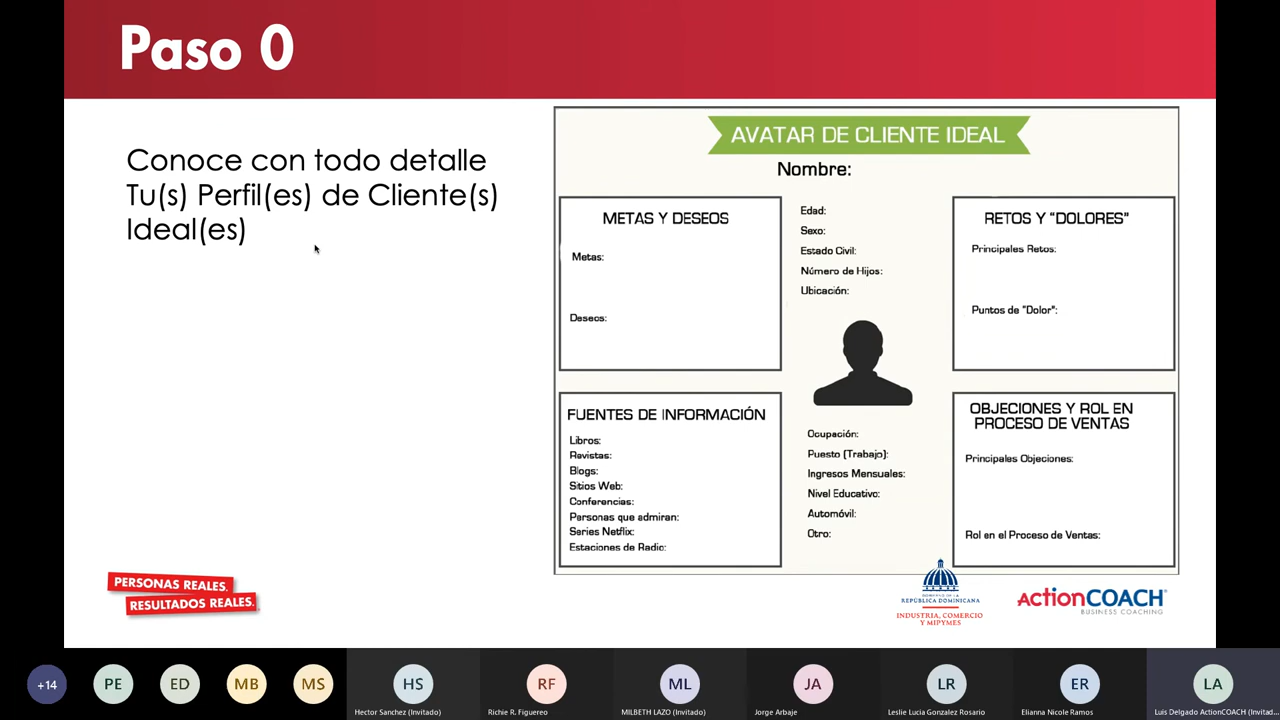 Paso 0
Conoce con todo detalle
Tu(s) Perfil(es) de Cliente(s)
Ideal(es)
AVATAR DE CLIENTE IDEAL
Nombre:
METAS Y DESEOS
Metas:
Deseos:
Edad:
Sexo:
Estado Civil:
Número de Hijos:
Ubicación:
RETOS Y “DOLORES”
Principales Retos:
Puntos de "Dolor":
FUENTES DE INFORMACIÓN
Libros:
Revistas:
Blogs:
Sitios Web:
Conferencias:
Personas que admiran:
Series Netflix:
Estaciones de Radio:
Ocupación:
Puesto (Trabajo):
Ingresos Mensuales:
Nivel Educativo:
Automóvil:
Otro:
OBJECIONES Y ROL EN
PROCESO DE VENTAS
Principales Objeciones:
Rol en el Proceso de Ventas:
PERSONAS REALES.
RESULTADOS REALES.
GOBIERNO DE LA
REPÚBLICA DOMINICANA
INDUSTRIA, COMERCIO
Y MIPYMES
ActionCOACH
BUSINESS COACHING
+14
PE
ED
MB
MS
HS
RF
ML
JA
LR
ER
LA
Hector Sanchez (Invitado)
Richie R. Figuereo
MILBETH LAZO (Invitado)
Jorge Arbaje
Leslie Lucia Gonzalez Rosario
Elianna Nicole Ramos
Luis Delgado ActionCOACH (Invitad...